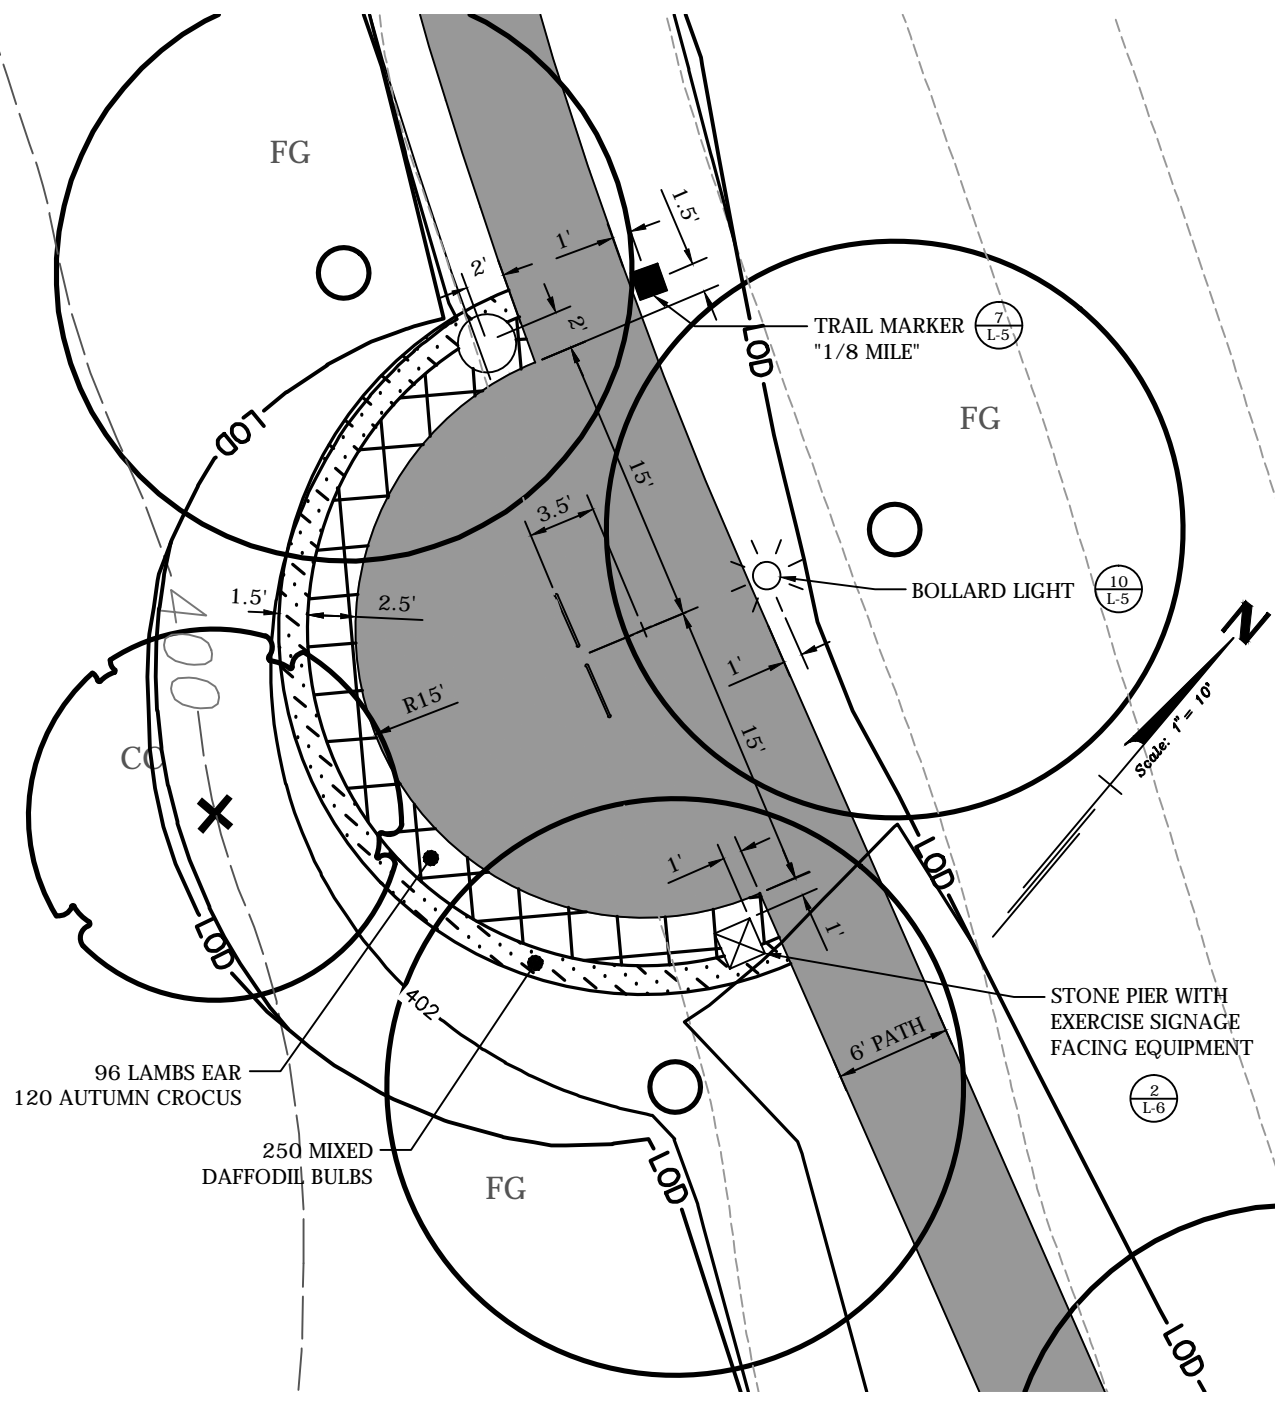 FG
1.5'
1'
2'
2'
TRAIL MARKER
"1/8 MILE"
7
L-5
LOD
LOD
FG
15'
3.5'
BOLLARD LIGHT
10
L-5
1.5'
2.5'
400
N
Scale: 1"= 10'
1'
R15'
15'
CC
1'
LOD
1'
LOD
402
STONE PIER WITH
EXERCISE SIGNAGE
FACING EQUIPMENT
2
L-6
6' PATH
96 LAMBS EAR
120 AUTUMN CROCUS
250 MIXED
DAFFODIL BULBS
LOD
FG
LOD